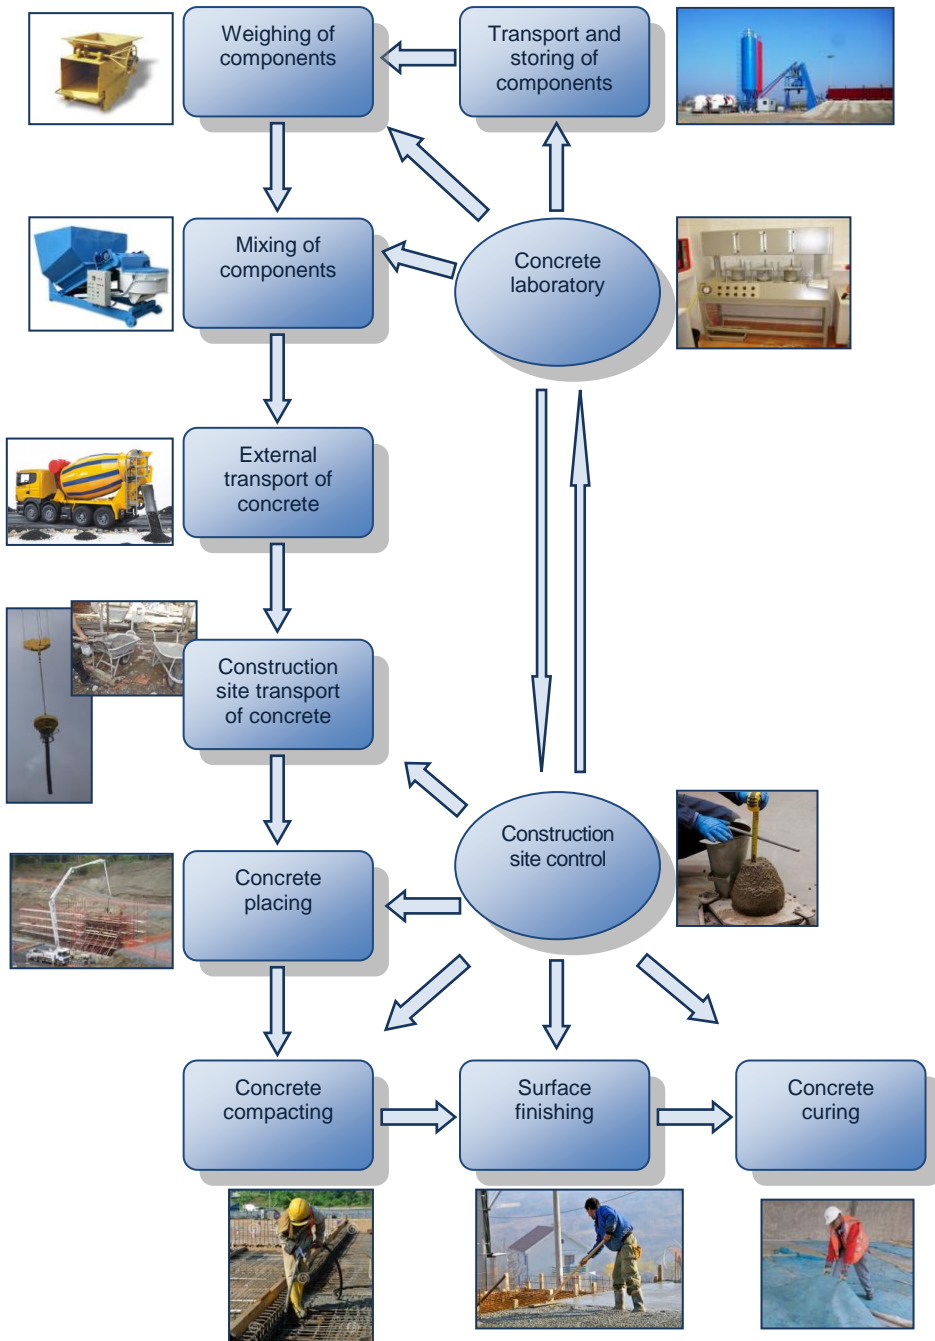 Weighing of
components
Transport and
storing of
components
Mixing of
components
Concrete
laboratory
External
transport of
concrete
Construction
site transport
of concrete
Construction
site control
Concrete
placing
Concrete
compacting
Surface
finishing
Concrete
curing